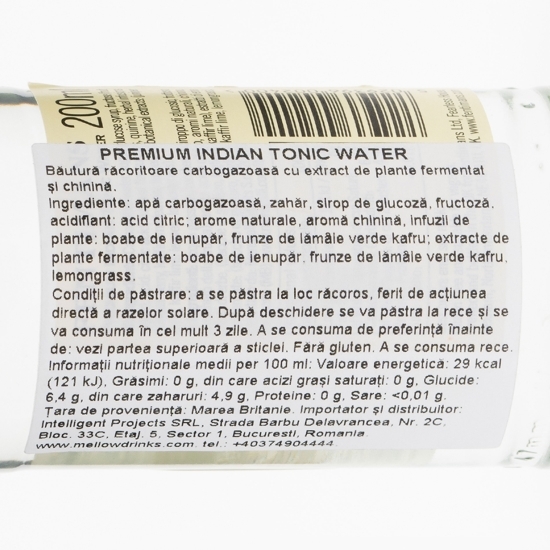 PREMIUM INDIAN TONIC WATER
Băutură răcoritoare carbogazoasă cu extract de plante fermentat
și chinină.
Ingrediente: apă carbogazoasă, zahăr, sirop de glucoză, fructoză,
acidifiant: acid citric; arome naturale, aromă chinină, infuzii de
plante: boabe de ienupăr, frunze de lămâie verde kafru; extracte de
plante fermentate: boabe de ienupăr, frunze de lămâie verde kafru,
lemongrass.
Condiții de păstrare: a se păstra la loc răcoros, ferit de acțiunea
directă a razelor solare. După deschidere se va păstra la rece și se
va consuma în cel mult 3 zile. A se consuma de preferință înainte
de: vezi partea superioară a sticlei. Fără gluten. A se consuma rece.
Informații nutriționale medii per 100 ml: Valoare energetică: 29 kcal
(121 kJ), Grăsimi: 0 g, din care acizi grași saturați: 0 g, Glucide:
6,4 g, din care zaharuri: 4,9 g, Proteine: 0 g, Sare: <0,01 g.
Țara de proveniență: Marea Britanie. Importator și distribuitor:
Intelligent Projects SRL, Strada Barbu Delavrancea, Nr. 2C,
Bloc. 33C, Etaj. 5, Sector 1, Bucuresti, Romania.
www.mellowdrinks.com, tel.: +40374904444.
200m